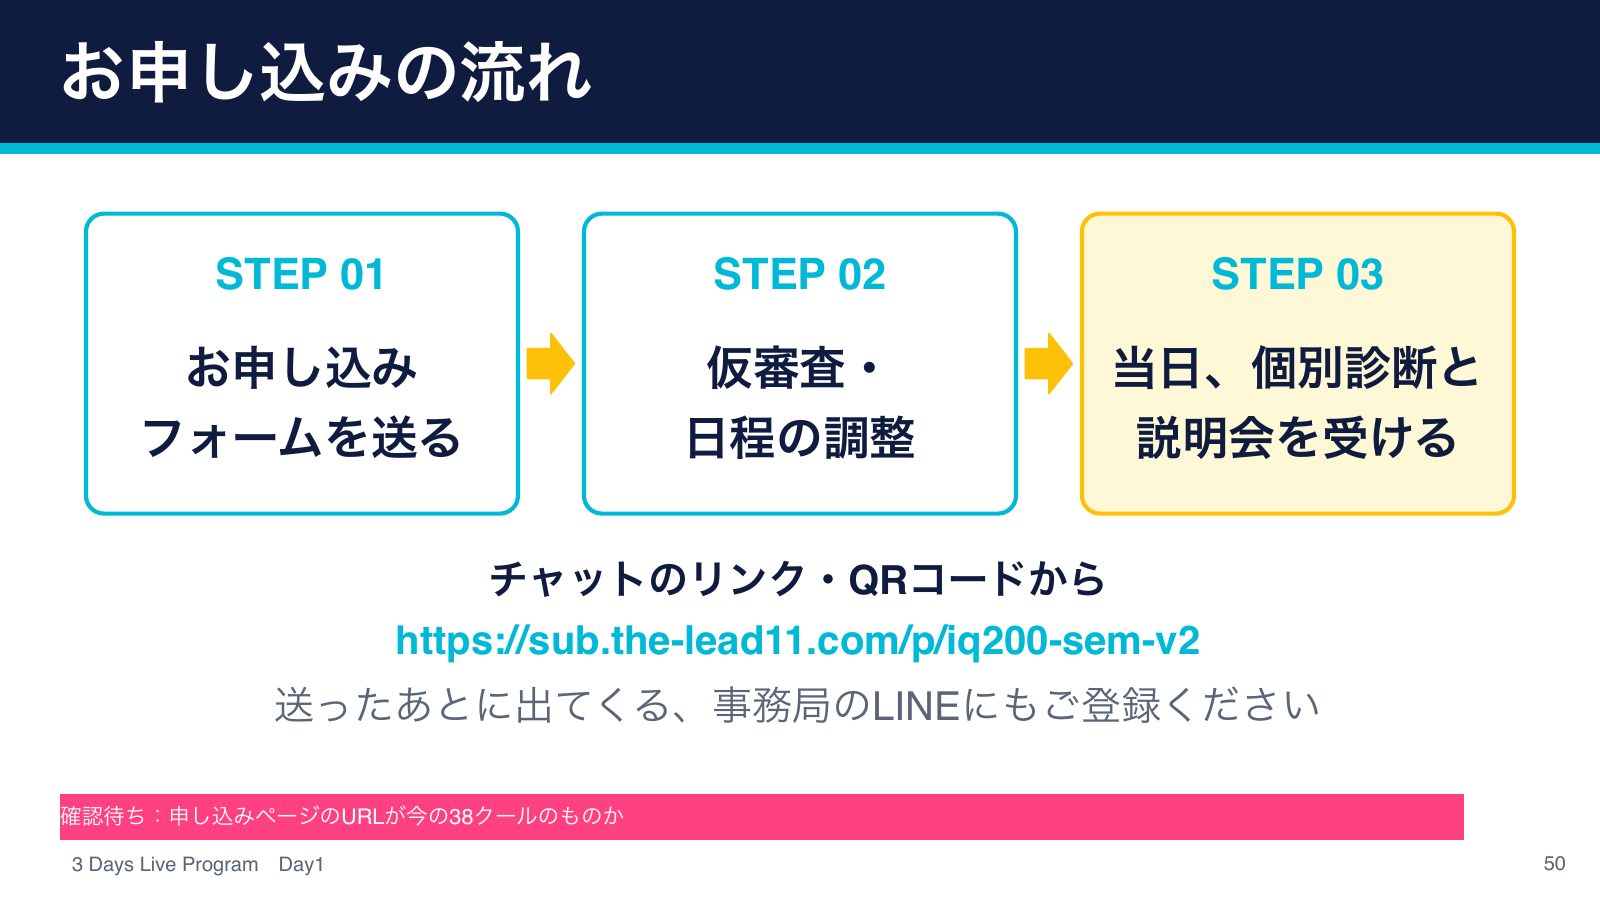 お申し込みの流れ
STEP 01
お申し込み
フォームを送る
STEP 02
仮審査・
日程の調整
STEP 03
当日、個別診断と
説明会を受ける
チャットのリンク・QRコードから
https://sub.the-lead11.com/p/iq200-sem-v2
送ったあとに出てくる、事務局のLINEにもご登録ください
確認待ち：申し込みページのURLが今の38クールのものか
3 Days Live Program　Day1
50